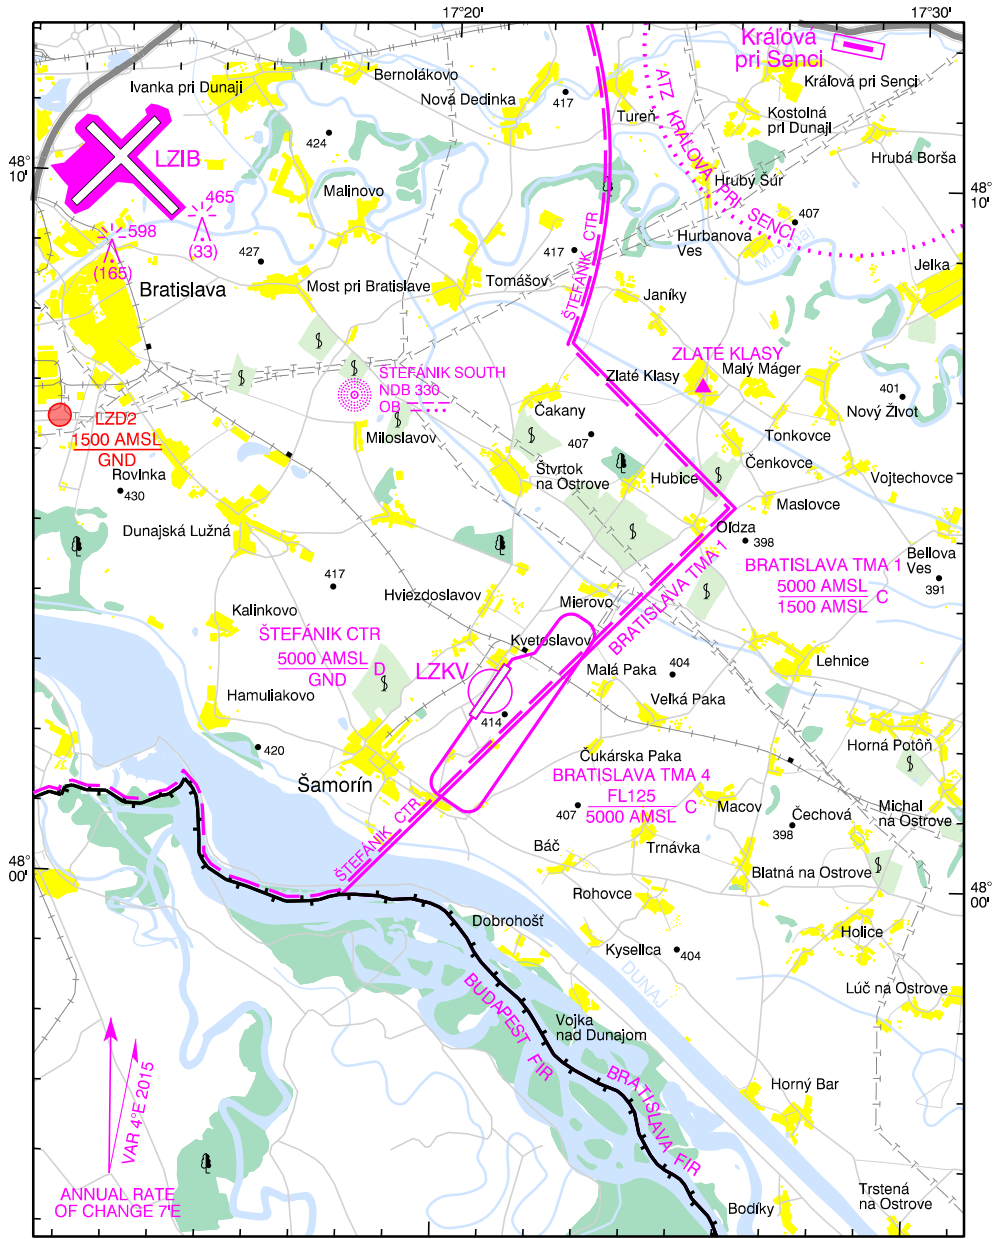 17°20'
17°30'
Kráľová
pri Senci
Bernolákovo
Ivanka pri Dunaji
Nová Dedinka
417
Kráľová pri Senci
Tureň
Kostolná
pri Dunajl
ATZ KRÁĽOVÁ PRI SENCI
424
LZIB
Hrubá Borša
48°
10'
Malinovo
Hrubý Šúr
48°
10'
465
(33)
598
(165)
407
ŠTEFÁNIK CTR
Hurbanova
Ves
M.Dunaj
427
417
Jelka
Bratislava
Most pri Bratislave
Tomášov
Janíky
ZLATÉ KLASY
Zlaté Klasy
Malý Máger
ŠTEFÁNIK SOUTH
NDB 330
OB
401
Nový Žlvot
LZD2
1500 AMSL
GND
Čakany
407
Miloslavov
Tonkovce
Čenkovce
Rovlnka
430
Štvrtok
na Ostrove
Hubice
Vojtechovce
Maslovce
Dunajská Lužná
Oľdza
398
Bellova
Ves
391
BRATISLAVA TMA 1
5000 AMSL
1500 AMSL
C
BRATISLAVA TMA 1
417
Hviezdoslavov
Mierovo
Kalinkovo
ŠTEFÁNIK CTR
5000 AMSL
GND
D
Kvetoslavov
LZKV
Malá Paka
404
Lehnice
Hamuliakovo
414
Veľká Paka
420
Čukárska Paka
Horná Potôň
Šamorín
BRATISLAVA TMA 4
FL125
5000 AMSL
C
407
Macov
Čechová
398
Michal
na Ostrove
ŠTEFÁNIK CTR
Báč
Trnávka
48°
00'
Blatná na Ostrove
48°
00'
Rohovce
Dobrohošť
Holice
Kysellca
404
DUNAJ
Lúč na Ostrove
BUDAPEST FIR
Vojka
nad Dunajom
BRATISLAVA FIR
VAR 4°E 2015
Horný Bar
ANNUAL RATE
OF CHANGE 7'E
Bodíky
Trstená
na Ostrove